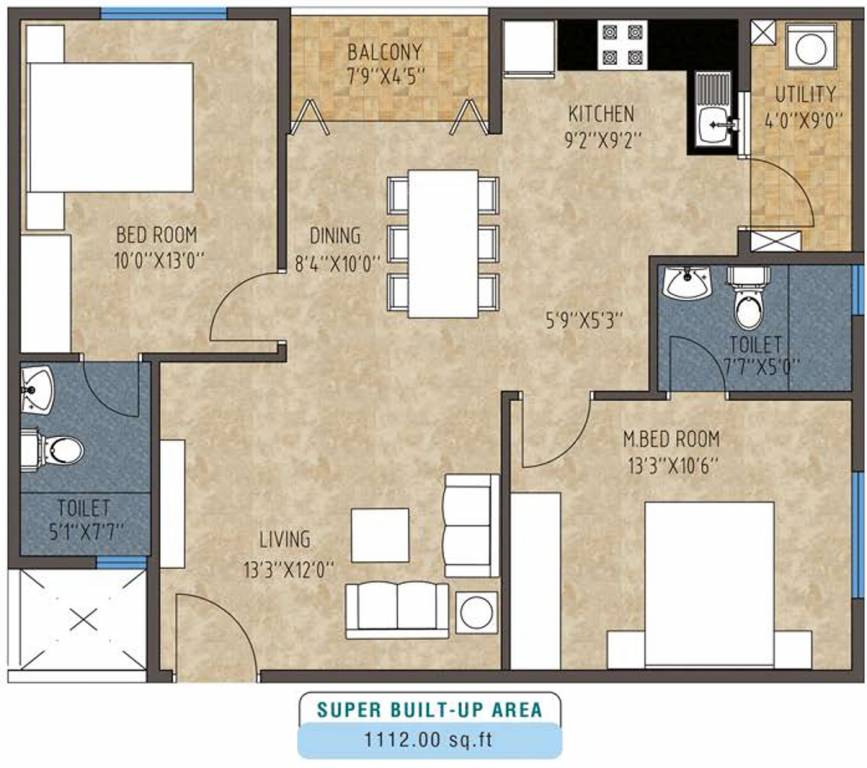 BALCONY
7'9"X4'5"
KITCHEN
9'2"X9'2"
UTILITY
4'0"X9'0"
BED ROOM
10'0"X13'0"
DINING
8'4"X10'0"
5'9"X5'3"
TOILET
7'7"X5'0"
M.BED ROOM
13'3"X10'6"
TOILET
5'1"X7'7"
LIVING
13'3"X12'0"
SUPER BUILT-UP AREA
1112.00 sq.ft